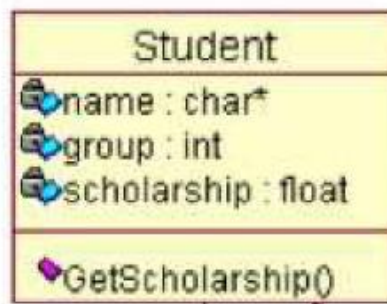 Student
name : char*
group : int
scholarship : float
GetScholarship()